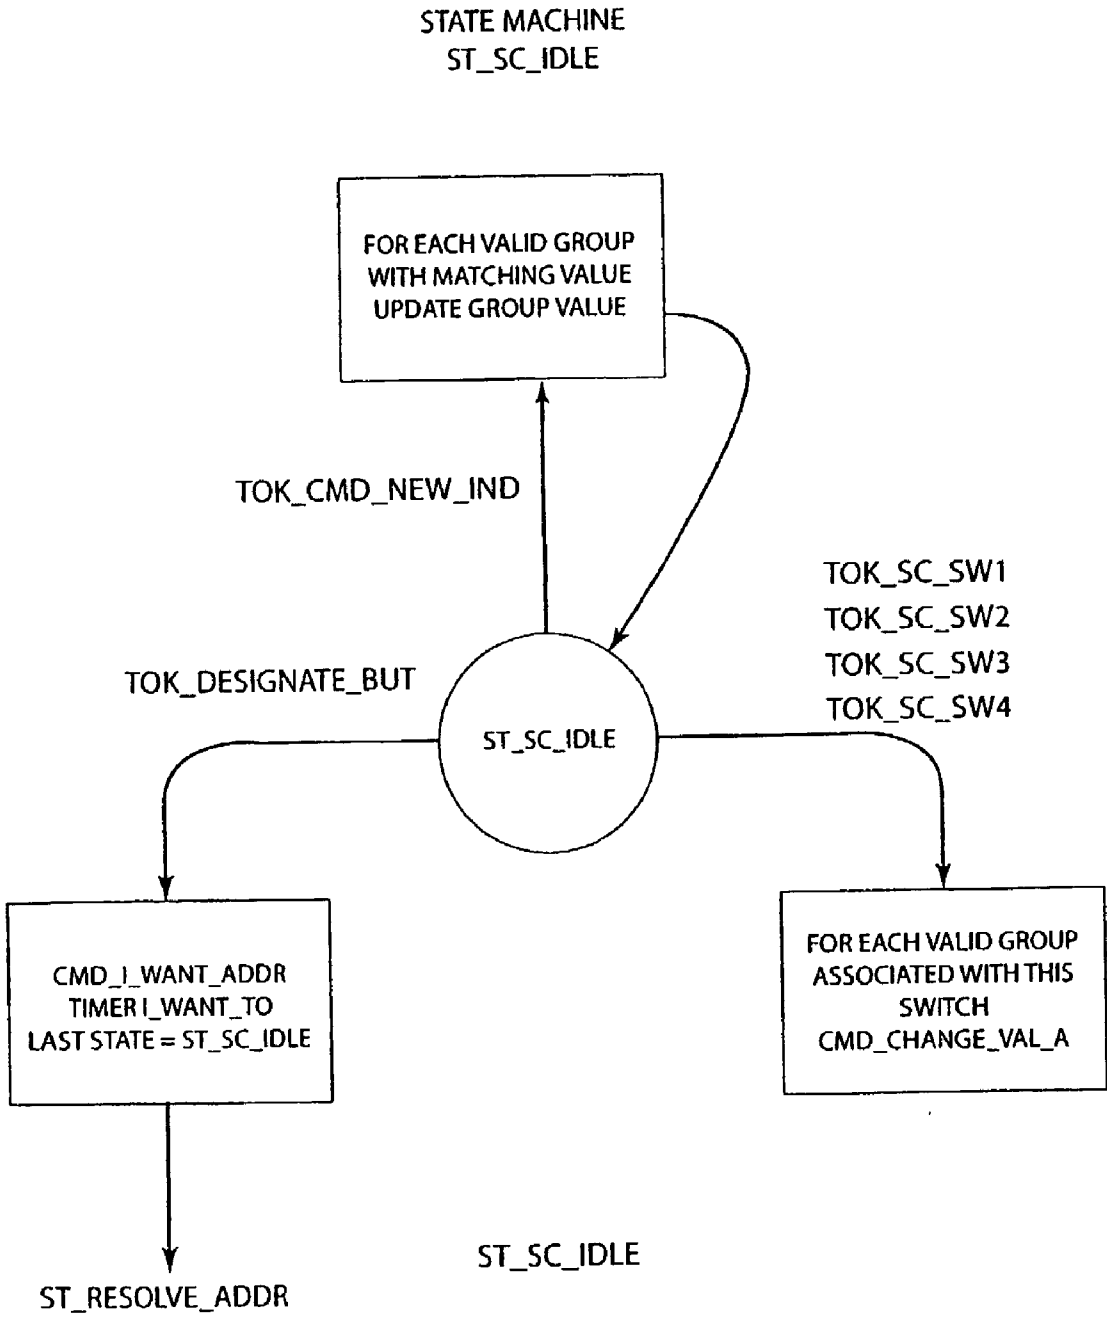 STATE MACHINE
ST_SC_IDLE
FOR EACH VALID GROUP
WITH MATCHING VALUE
UPDATE GROUP VALUE
TOK_CMD_NEW_IND
TOK_SC_SW1
TOK_SC_SW2
TOK_SC_SW3
TOK_SC_SW4
TOK_DESIGNATE_BUT
ST_SC_IDLE
CMD_I_WANT_ADDR
TIMER I_WANT_TO
LAST STATE = ST_SC_IDLE
FOR EACH VALID GROUP
ASSOCIATED WITH THIS
SWITCH
CMD_CHANGE_VAL_A
ST_SC_IDLE
ST_RESOLVE_ADDR